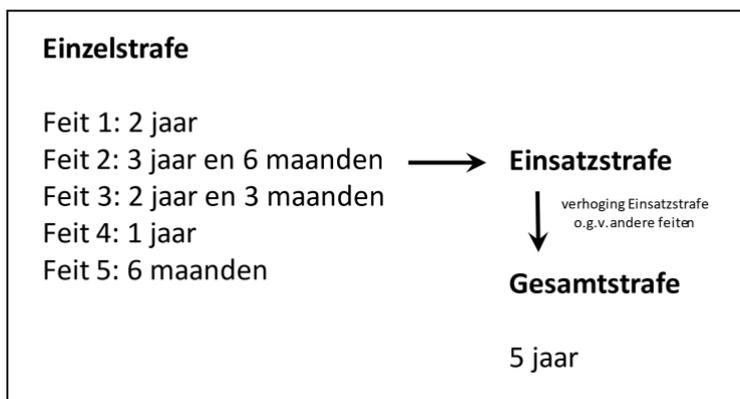 Einzelstrafe
Feit 1: 2 jaar
Feit 2: 3 jaar en 6 maanden
Feit 3: 2 jaar en 3 maanden
Feit 4: 1 jaar
Feit 5: 6 maanden
Einsatzstrafe
verhoging Einsatzstrafe
o.g.v. andere feiten
Gesamtstrafe
5 jaar